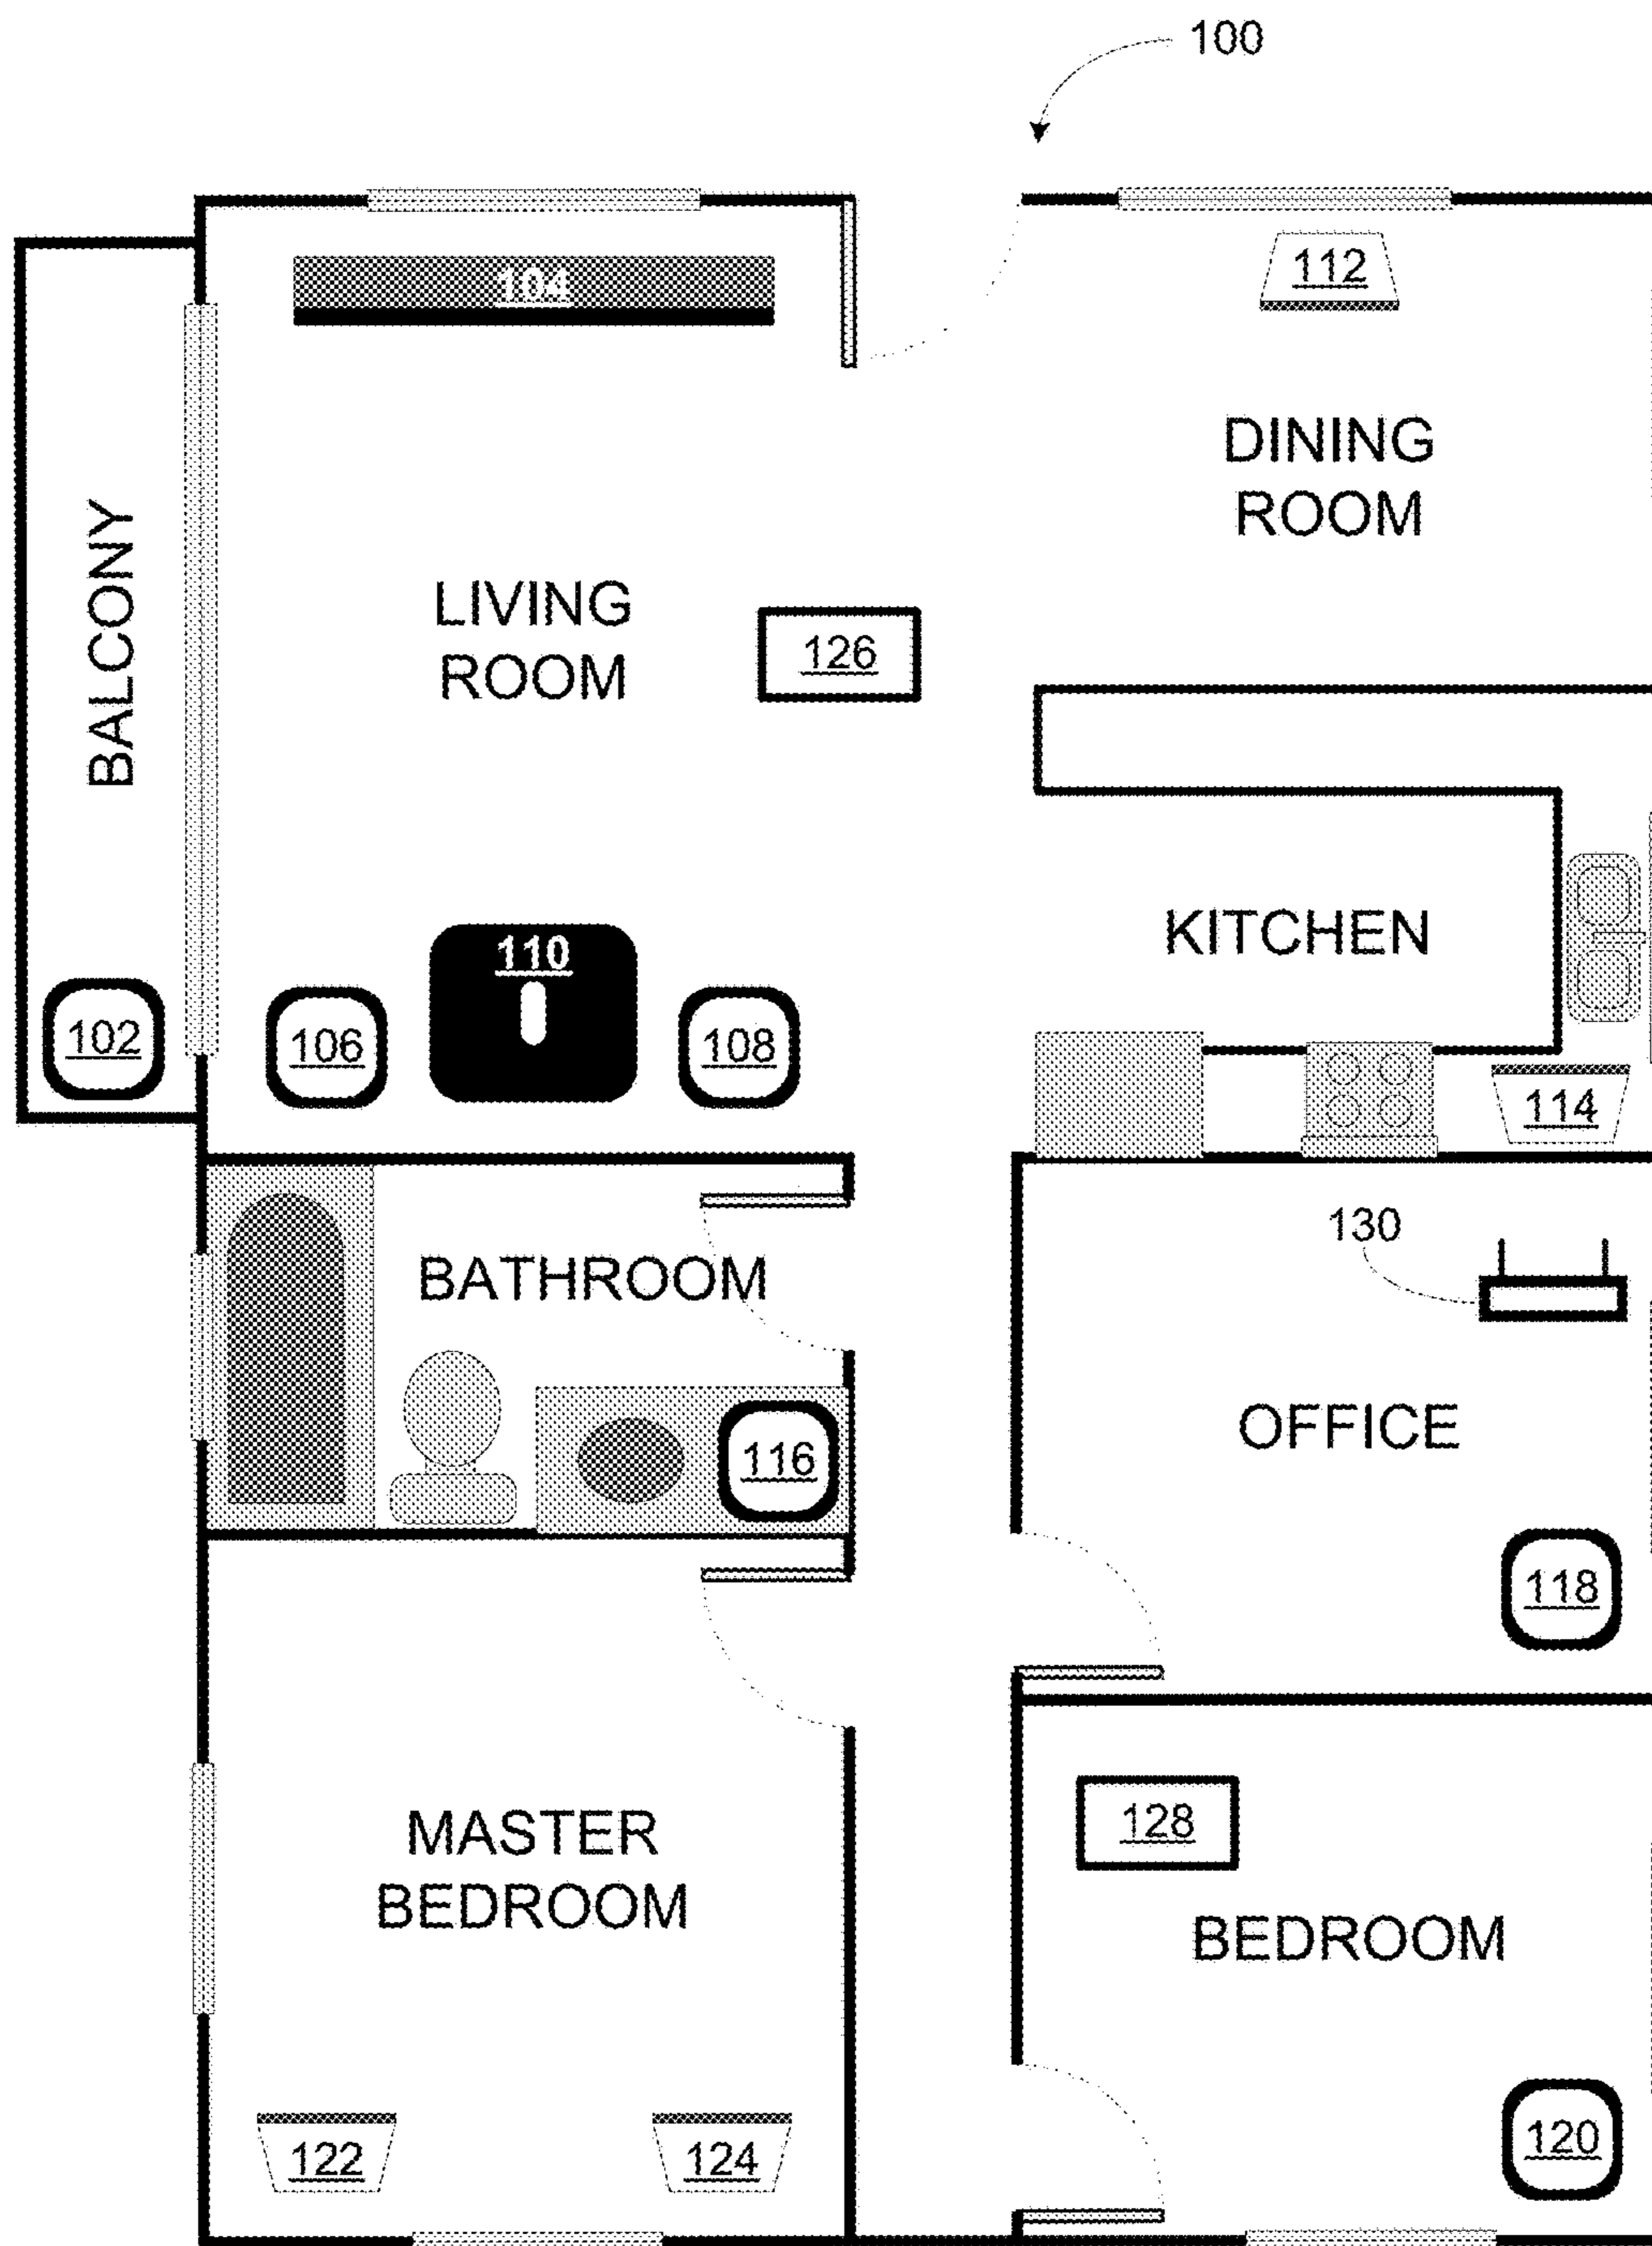 100
104
112
DINING
ROOM
BALCONY
LIVING
ROOM
126
110
KITCHEN
102
106
108
114
130
BATHROOM
OFFICE
116
118
128
MASTER
BEDROOM
BEDROOM
122
124
120